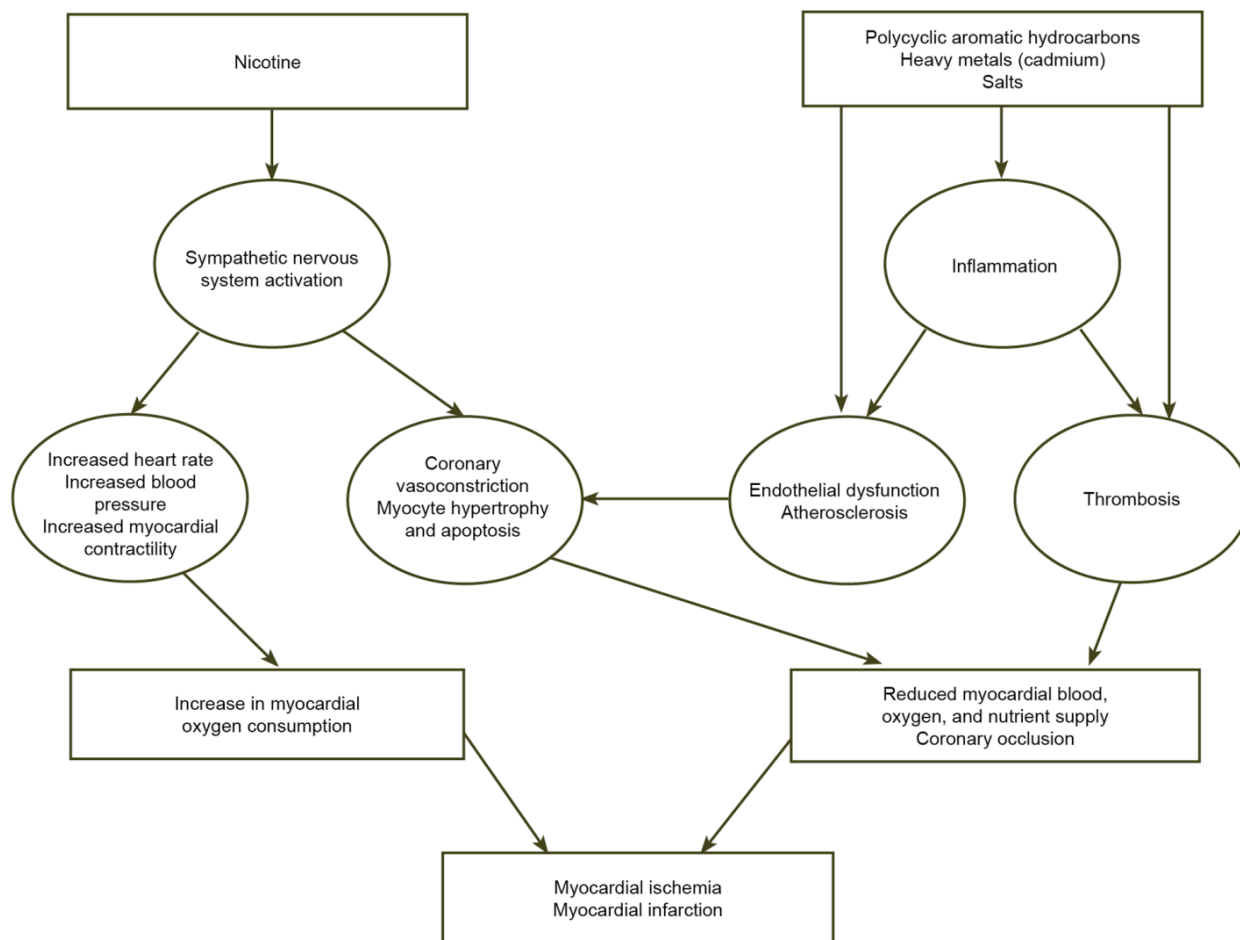 Nicotine
Polycyclic aromatic hydrocarbons
Heavy metals (cadmium)
Salts
Sympathetic nervous
system activation
Inflammation
Increased heart rate
Increased blood
pressure
Increased myocardial
contractility
Coronary
vasoconstriction
Myocyte hypertrophy
and apoptosis
Endothelial dysfunction
Atherosclerosis
Thrombosis
Increase in myocardial
oxygen consumption
Reduced myocardial blood,
oxygen, and nutrient supply
Coronary occlusion
Myocardial ischemia
Myocardial infarction